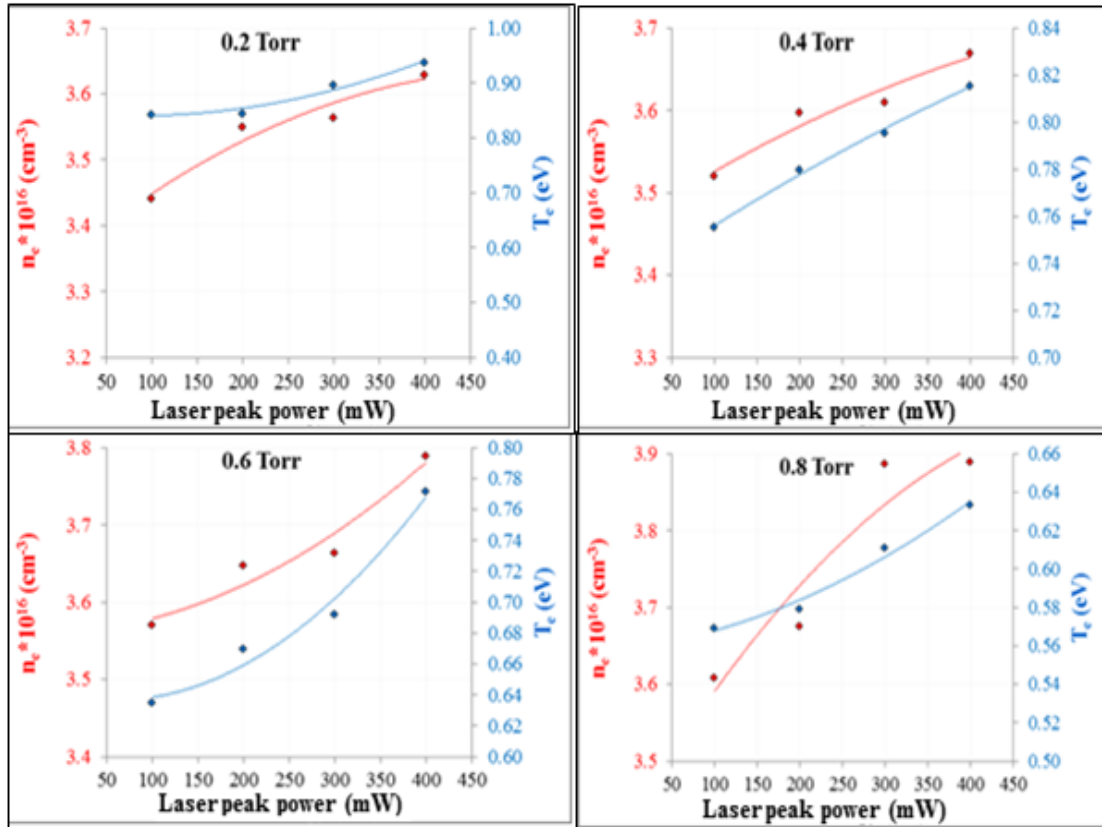 0.2 Torr
n_e*10^16 (cm^-3)
3.7
3.6
3.5
3.4
3.3
3.2
1.00
0.90
0.80
0.70
0.60
0.50
0.40
T_e (eV)
50 100 150 200 250 300 350 400 450
Laser peak power (mW)
0.4 Torr
n_e*10^16 (cm^-3)
3.7
3.6
3.5
3.4
3.3
0.84
0.82
0.80
0.78
0.76
0.74
0.72
0.70
T_e (eV)
50 100 150 200 250 300 350 400 450
Laser peak power (mW)
0.6 Torr
n_e*10^16 (cm^-3)
3.8
3.7
3.6
3.5
3.4
0.80
0.78
0.76
0.74
0.72
0.70
0.68
0.66
0.64
0.62
0.60
T_e (eV)
50 100 150 200 250 300 350 400 450
Laser peak power (mW)
0.8 Torr
n_e*10^16 (cm^-3)
3.9
3.8
3.7
3.6
3.5
0.66
0.64
0.62
0.60
0.58
0.56
0.54
0.52
0.50
T_e (eV)
50 100 150 200 250 300 350 400 450
Laser peak power (mW)